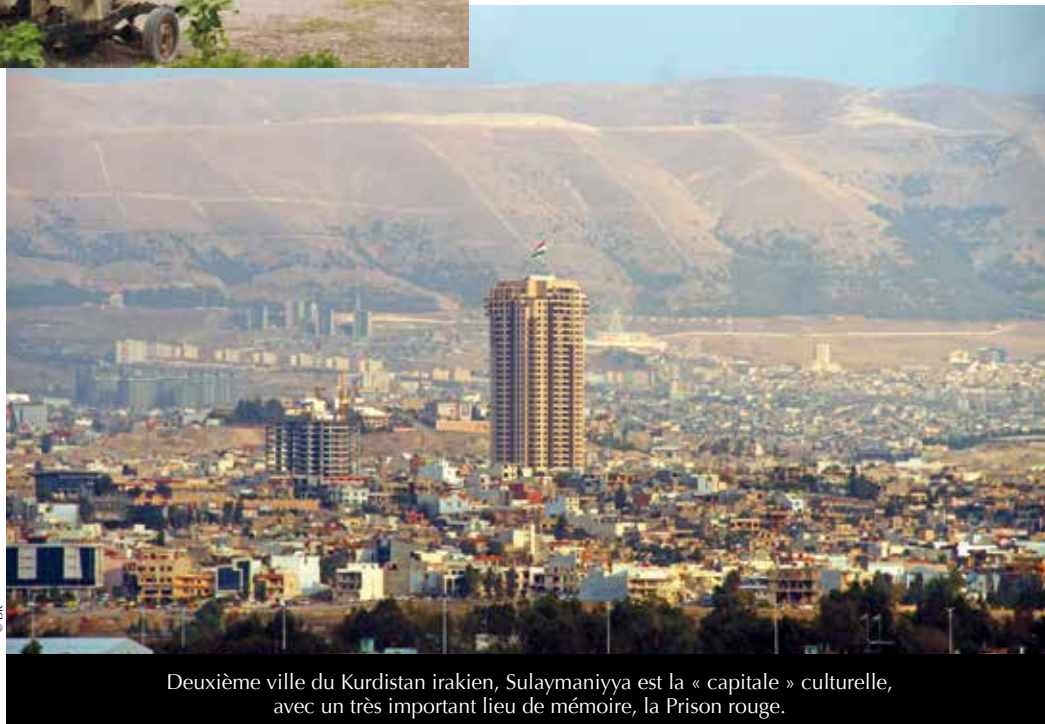 © DR
Deuxième ville du Kurdistan irakien, Sulaymaniyya est la « capitale » culturelle,
avec un très important lieu de mémoire, la Prison rouge.